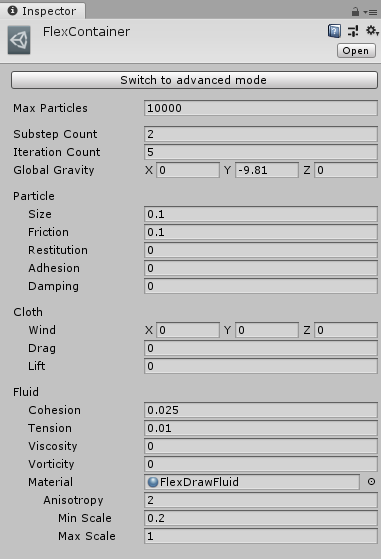 Inspector
FlexContainer
Open
Switch to advanced mode
Max Particles 10000
Substep Count 2
Iteration Count 5
Global Gravity X 0 Y -9.81 Z 0
Particle
Size 0.1
Friction 0.1
Restitution 0
Adhesion 0
Damping 0
Cloth
Wind X 0 Y 0 Z 0
Drag 0
Lift 0
Fluid
Cohesion 0.025
Tension 0.01
Viscosity 0
Vorticity 0
Material FlexDrawFluid
Anisotropy 2
Min Scale 0.2
Max Scale 1